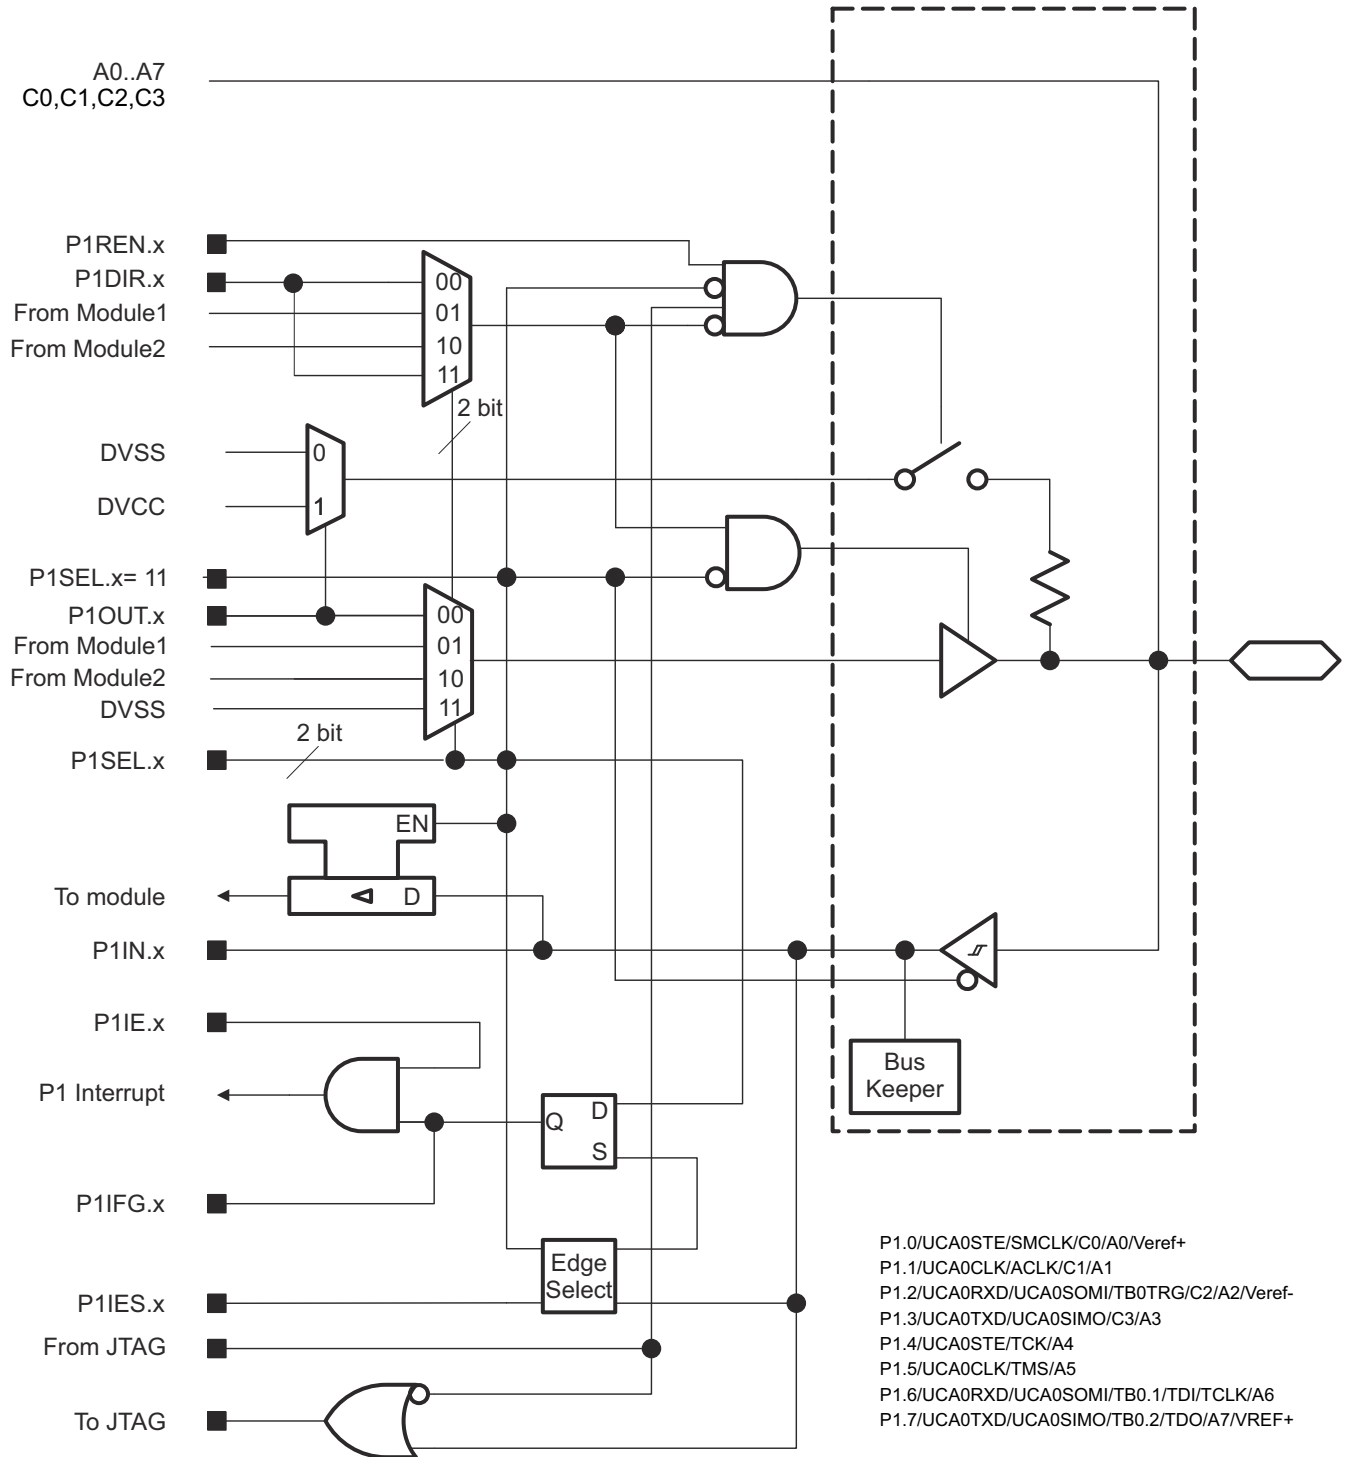 A0..A7
C0,C1,C2,C3
P1REN.x
P1DIR.x
From Module1
From Module2
00
01
10
11
2 bit
DVSS
DVCC
0
1
P1SEL.x= 11
P1OUT.x
From Module1
From Module2
DVSS
00
01
10
11
2 bit
P1SEL.x
EN
To module
D
P1IN.x
P1IE.x
Bus
Keeper
P1 Interrupt
Q
D
S
P1IFG.x
Edge
Select
P1IES.x
From JTAG
To JTAG
P1.0/UCA0STE/SMCLK/C0/A0/Veref+
P1.1/UCA0CLK/ACLK/C1/A1
P1.2/UCA0RXD/UCA0SOMI/TB0TRG/C2/A2/Veref-
P1.3/UCA0TXD/UCA0SIMO/C3/A3
P1.4/UCA0STE/TCK/A4
P1.5/UCA0CLK/TMS/A5
P1.6/UCA0RXD/UCA0SOMI/TB0.1/TDI/TCLK/A6
P1.7/UCA0TXD/UCA0SIMO/TB0.2/TDO/A7/VREF+